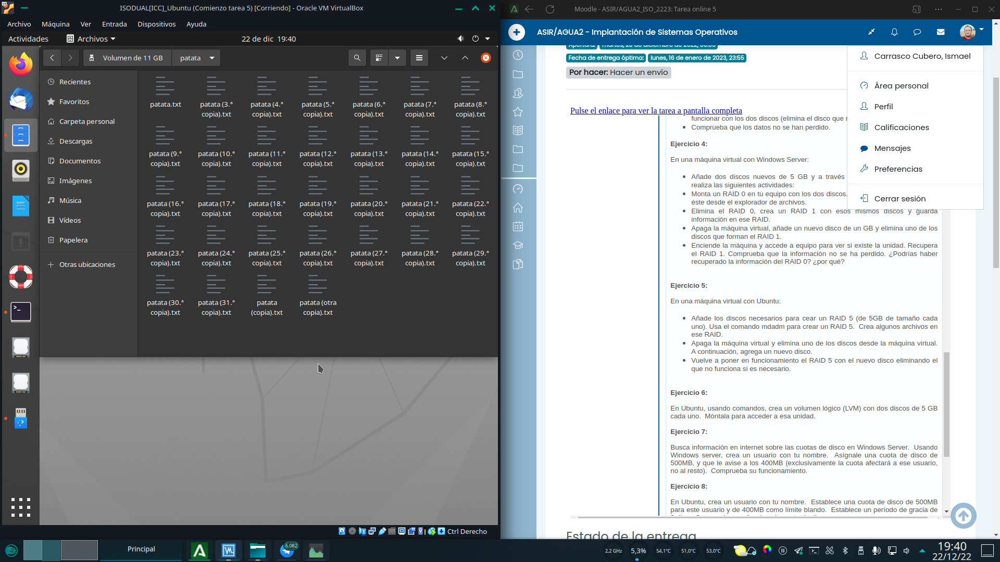 ISODUAL[ICC]_Ubuntu (Comienzo tarea 5) [Corriendo] - Oracle VM VirtualBox
Archivo Máquina Ver Entrada Dispositivos Ayuda
Actividades Archivos 22 de dic 19:40
Volumen de 11 GB patata
Recientes
Favoritos
Carpeta personal
Descargas
Documentos
Imágenes
Música
Vídeos
Papelera
Otras ubicaciones
patata.txt patata (3.ª copia).txt patata (4.ª copia).txt patata (5.ª copia).txt patata (6.ª copia).txt patata (7.ª copia).txt patata (8.ª copia).txt
patata (9.ª copia).txt patata (10.ª copia).txt patata (11.ª copia).txt patata (12.ª copia).txt patata (13.ª copia).txt patata (14.ª copia).txt patata (15.ª copia).txt
patata (16.ª copia).txt patata (17.ª copia).txt patata (18.ª copia).txt patata (19.ª copia).txt patata (20.ª copia).txt patata (21.ª copia).txt patata (22.ª copia).txt
patata (23.ª copia).txt patata (24.ª copia).txt patata (25.ª copia).txt patata (26.ª copia).txt patata (27.ª copia).txt patata (28.ª copia).txt patata (29.ª copia).txt
patata (30.ª copia).txt patata (31.ª copia).txt patata (copia).txt patata (otra copia).txt
Ctrl Derecho
Moodle - ASIR/AGUA2_ISO_2223: Tarea online 5
ASIR/AGUA2 - Implantación de Sistemas Operativos
Fecha de entrega óptima: lunes, 16 de enero de 2023, 23:55
Por hacer: Hacer un envío
Pulse el enlace para ver la tarea a pantalla completa
Carrasco Cubero, Ismael
Área personal
Perfil
Calificaciones
Mensajes
Preferencias
Cerrar sesión
funcionar con los dos discos (elimina el disco que
Comprueba que los datos no se han perdido.
Ejercicio 4:
En una máquina virtual con Windows Server:
Añade dos discos nuevos de 5 GB y a través
realiza las siguientes actividades:
Monta un RAID 0 en tu equipo con los dos discos.
éste desde el explorador de archivos.
Elimina el RAID 0, crea un RAID 1 con esos mismos discos y guarda
información en ese RAID.
Apaga la máquina virtual, añade un nuevo disco de un GB y elimina uno de los
discos que forman el RAID 1.
Enciende la máquina y accede a equipo para ver si existe la unidad. Recupera
el RAID 1. Comprueba que la información no se ha perdido. ¿Podrías haber
recuperado la información del RAID 0? ¿por qué?
Ejercicio 5:
En una máquina virtual con Ubuntu:
Añade los discos necesarios para cear un RAID 5 (de 5GB de tamaño cada
uno). Usa el comando mdadm para crear un RAID 5. Crea algunos archivos en
ese RAID.
Apaga la máquina virtual y elimina uno de los discos desde la máquina virtual.
A continuación, agrega un nuevo disco.
Vuelve a poner en funcionamiento el RAID 5 con el nuevo disco eliminando el
que no funciona si es necesario.
Ejercicio 6:
En Ubuntu, usando comandos, crea un volumen lógico (LVM) con dos discos de 5 GB
cada uno. Móntala para acceder a esa unidad.
Ejercicio 7:
Busca información en internet sobre las cuotas de disco en Windows Server. Usando
Windows server, crea un usuario con tu nombre. Asígnale una cuota de disco de
500MB, y que le avise a los 400MB (exclusivamente la cuota afectará a ese usuario,
no al resto). Comprueba su funcionamiento.
Ejercicio 8:
En Ubuntu, crea un usuario con tu nombre. Establece una cuota de disco de 500MB
para este usuario y de 400MB como límite blando. Establece un período de gracia de
Estado de la entrega
Principal 6.082 2,2 GHz 5,3% 54,1°C 51,0°C 53,0°C 19:40
22/12/22